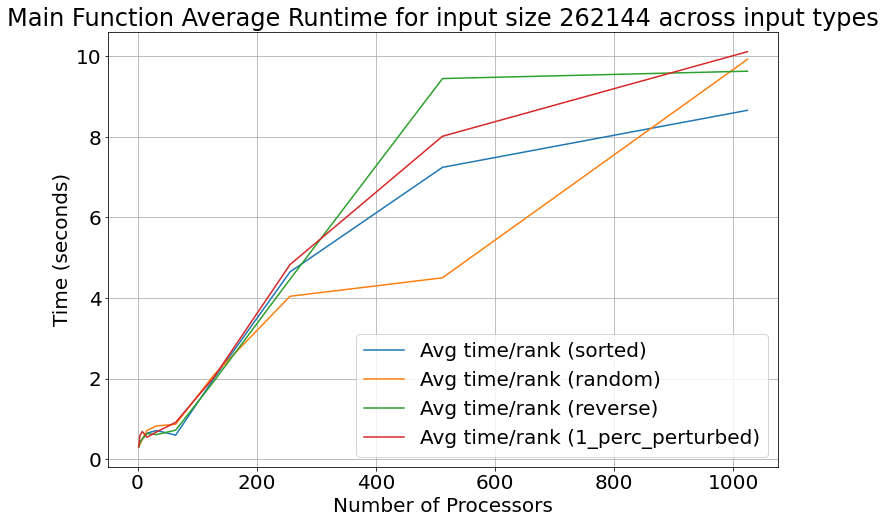 Main Function Average Runtime for input size 262144 across input types
10
8
6
4
2
0
Time (seconds)
Avg time/rank (sorted)
Avg time/rank (random)
Avg time/rank (reverse)
Avg time/rank (1_perc_perturbed)
0 200 400 600 800 1000
Number of Processors